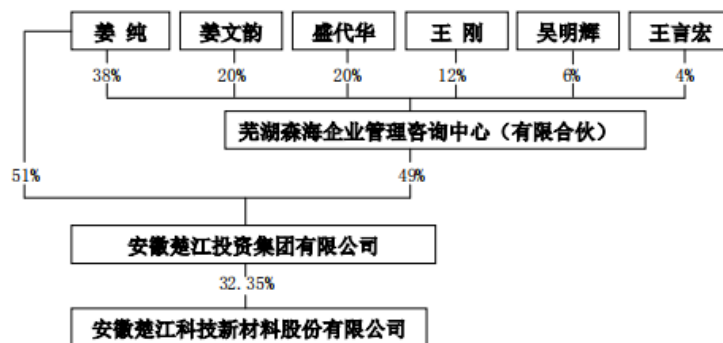 姜 纯 姜文韵 盛代华 王 刚 吴明辉 王言宏
38% 20% 20% 12% 6% 4%
芜湖森海企业管理咨询中心（有限合伙）
51% 49%
安徽楚江投资集团有限公司
32.35%
安徽楚江科技新材料股份有限公司